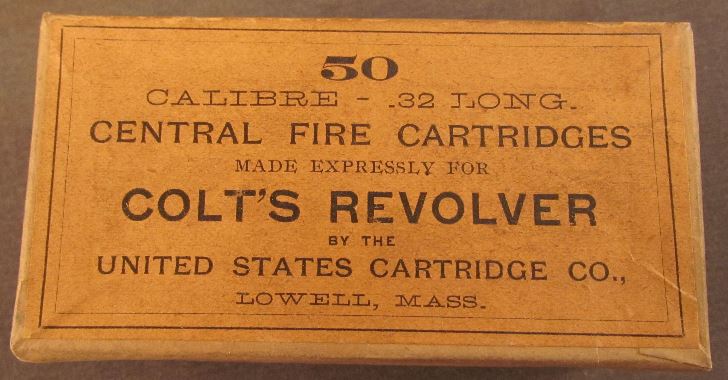 50
CALIBRE - .32 LONG.
CENTRAL FIRE CARTRIDGES
MADE EXPRESSLY FOR
COLT'S REVOLVER
BY THE
UNITED STATES CARTRIDGE CO.,
LOWELL, MASS.